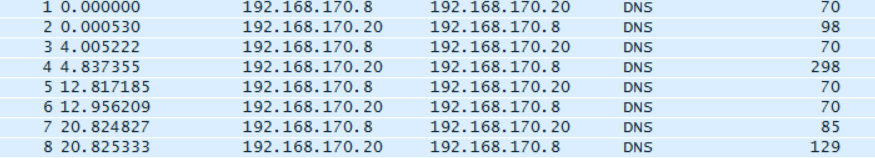 1 0.000000 192.168.170.8 192.168.170.20 DNS 70
2 0.000530 192.168.170.20 192.168.170.8 DNS 98
3 4.005222 192.168.170.8 192.168.170.20 DNS 70
4 4.837355 192.168.170.20 192.168.170.8 DNS 298
5 12.817185 192.168.170.8 192.168.170.20 DNS 70
6 12.956209 192.168.170.20 192.168.170.8 DNS 70
7 20.824827 192.168.170.8 192.168.170.20 DNS 85
8 20.825333 192.168.170.20 192.168.170.8 DNS 129